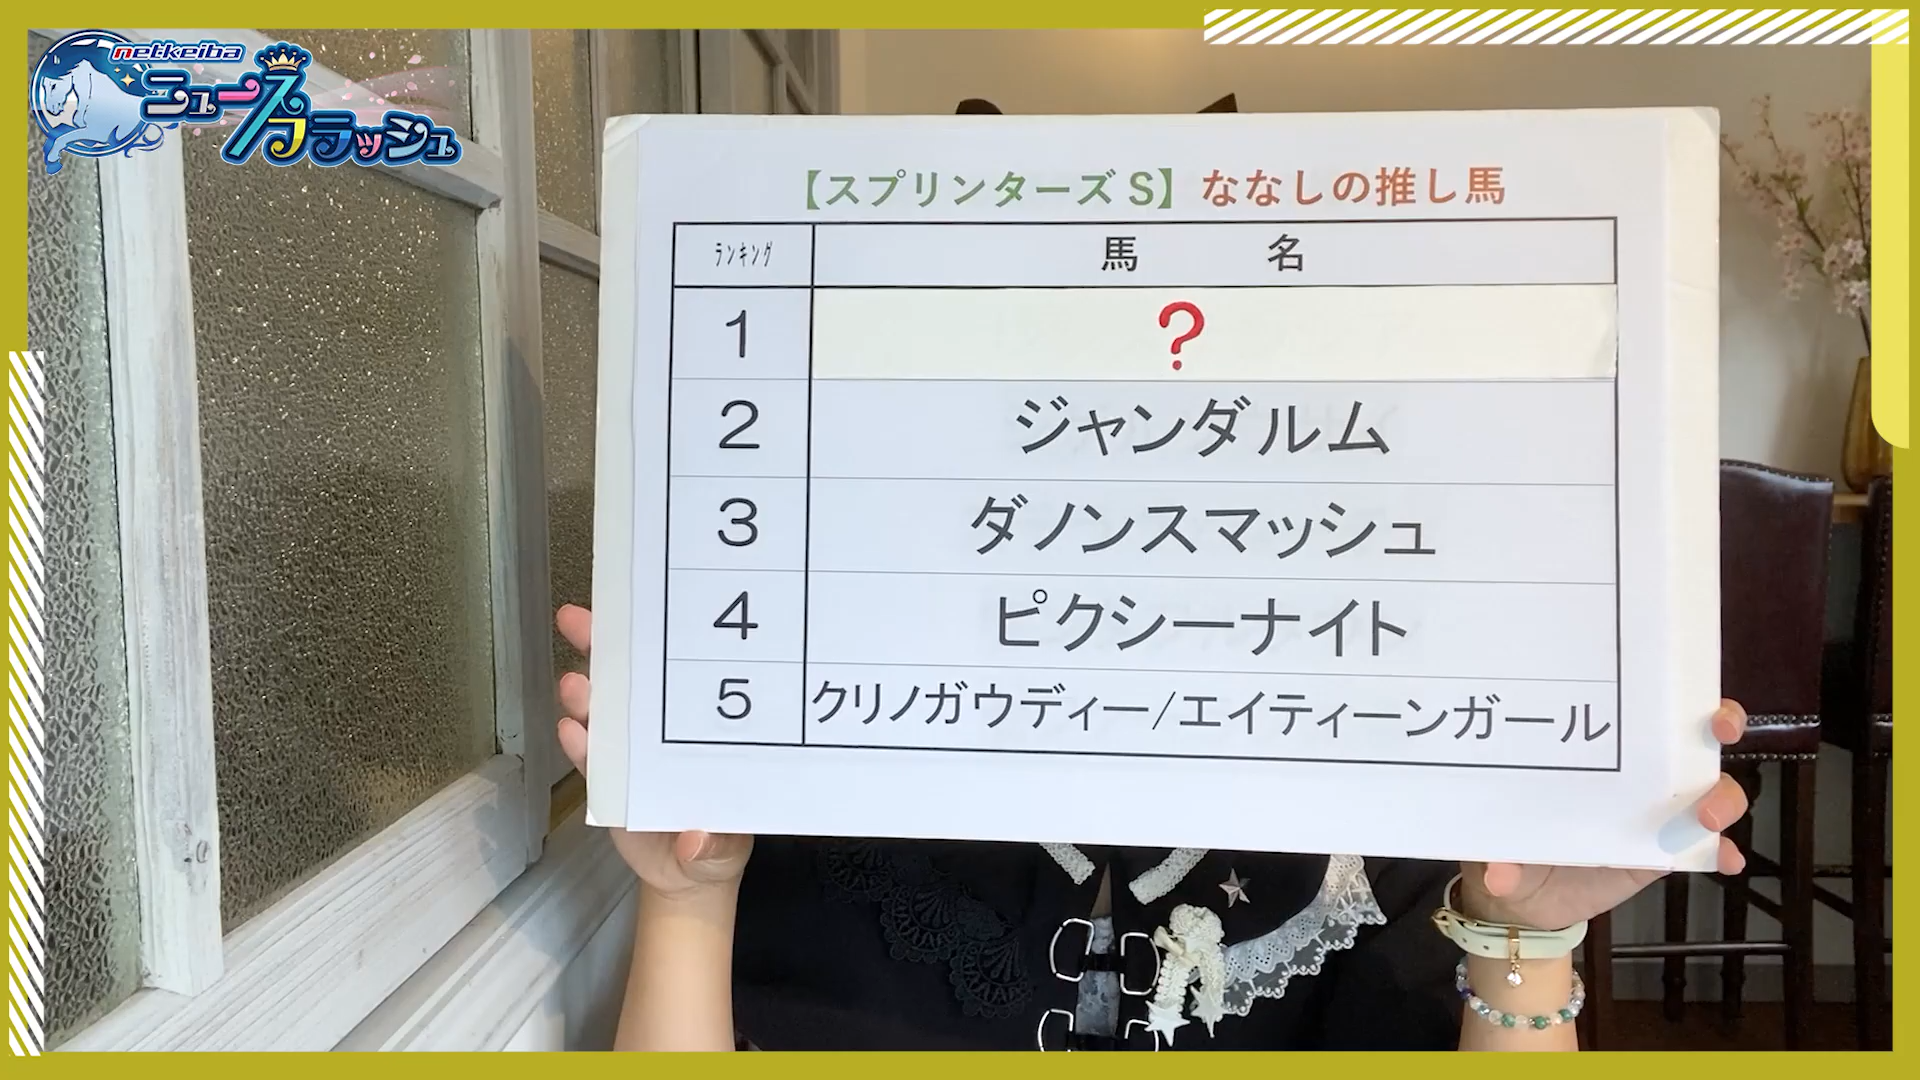 netkeiba
ニュースフラッシュ
【スプリンターズS】ななしの推し馬
ランキング 馬名
1 ?
2 ジャンダルム
3 ダノンスマッシュ
4 ピクシーナイト
5 クリノガウディー/エイティーンガール